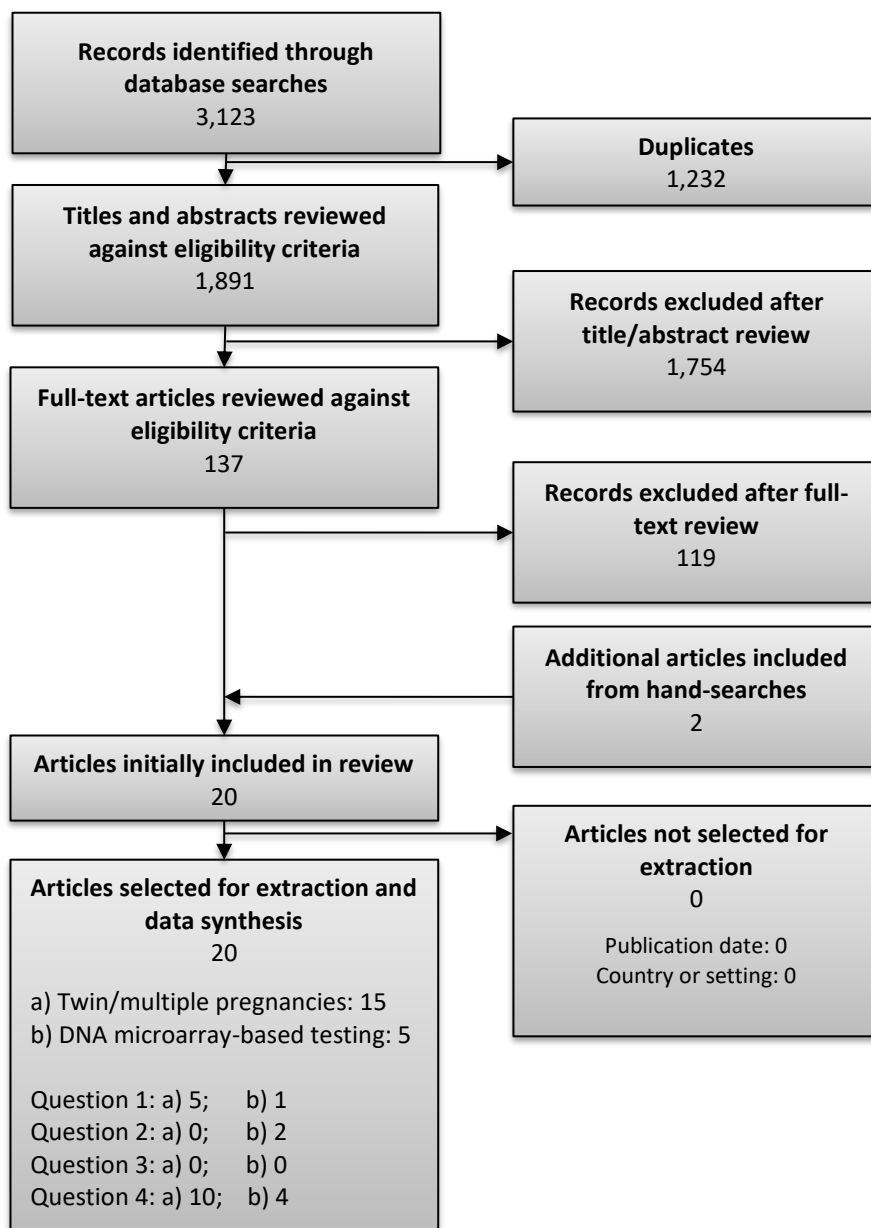 Records identified through
database searches
3,123
Duplicates
1,232
Titles and abstracts reviewed
against eligibility criteria
1,891
Records excluded after
title/abstract review
1,754
Full-text articles reviewed against
eligibility criteria
137
Records excluded after full-
text review
119
Additional articles included
from hand-searches
2
Articles initially included in review
20
Articles not selected for
extraction
0
Publication date: 0
Country or setting: 0
Articles selected for extraction and
data synthesis
20
a) Twin/multiple pregnancies: 15
b) DNA microarray-based testing: 5
Question 1: a) 5; b) 1
Question 2: a) 0; b) 2
Question 3: a) 0; b) 0
Question 4: a) 10; b) 4